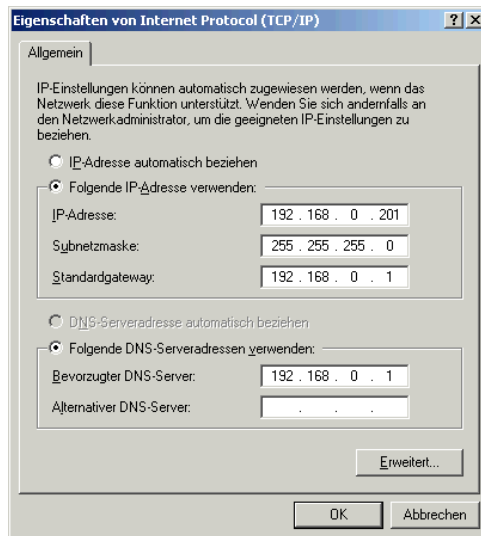 Eigenschaften von Internet Protocol (TCP/IP)
Allgemein
IP-Einstellungen können automatisch zugewiesen werden, wenn das
Netzwerk diese Funktion unterstützt. Wenden Sie sich andernfalls an
den Netzwerkadministrator, um die geeigneten IP-Einstellungen zu
beziehen.
IP-Adresse automatisch beziehen
Folgende IP-Adresse verwenden:
IP-Adresse: 192 . 168 . 0 . 201
Subnetzmaske: 255 . 255 . 255 . 0
Standardgateway: 192 . 168 . 0 . 1
DNS-Serveradresse automatisch beziehen
Folgende DNS-Serveradressen verwenden:
Bevorzugter DNS-Server: 192 . 168 . 0 . 1
Alternativer DNS-Server: . . .
Erweitert...
OK Abbrechen